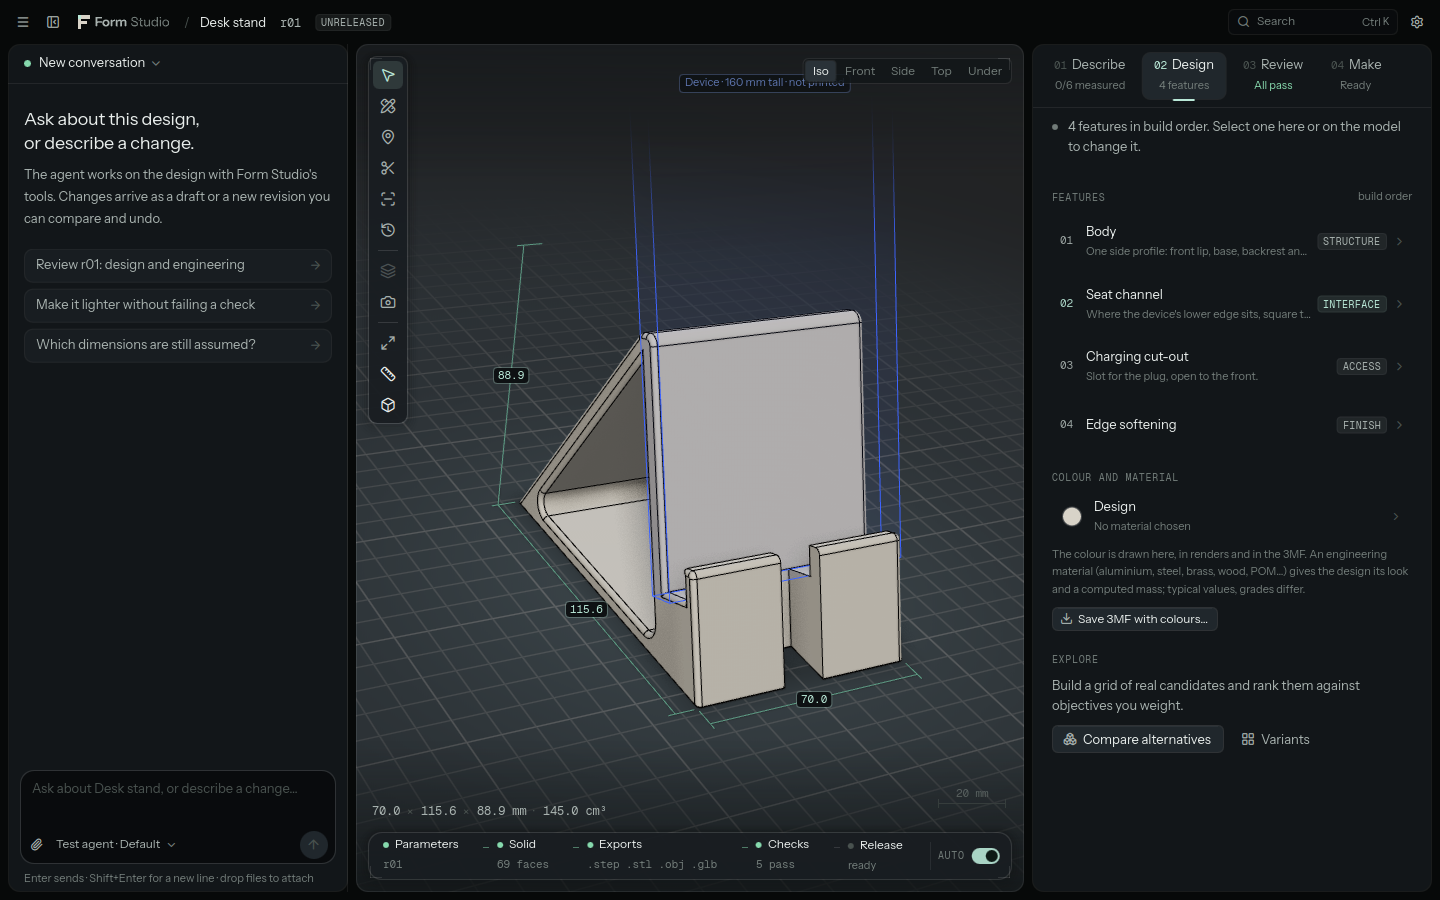 Form Studio / Desk stand r01 UNRELEASED
Search Ctrl K
New conversation
Ask about this design,
or describe a change.
The agent works on the design with Form Studio's
tools. Changes arrive as a draft or a new revision you
can compare and undo.
Review r01: design and engineering
Make it lighter without failing a check
Which dimensions are still assumed?
Ask about Desk stand, or describe a change...
Test agent · Default
Enter sends · Shift+Enter for a new line · drop files to attach
Device · 160 mm tall · not printed
Iso Front Side Top Under
88.9
115.6
70.0
20 mm
70.0 × 115.6 × 88.9 mm 145.0 cm³
Parameters — Solid — Exports — Checks — Release
r01 69 faces .step .stl .obj .glb 5 pass ready
AUTO
01 Describe 02 Design 03 Review 04 Make
0/6 measured 4 features All pass Ready
4 features in build order. Select one here or on the model
to change it.
FEATURES build order
01 Body STRUCTURE
One side profile: front lip, base, backrest an...
02 Seat channel INTERFACE
Where the device's lower edge sits, square t...
03 Charging cut-out ACCESS
Slot for the plug, open to the front.
04 Edge softening FINISH
COLOUR AND MATERIAL
Design
No material chosen
The colour is drawn here, in renders and in the 3MF. An engineering
material (aluminium, steel, brass, wood, POM...) gives the design its look
and a computed mass; typical values, grades differ.
Save 3MF with colours...
EXPLORE
Build a grid of real candidates and rank them against
objectives you weight.
Compare alternatives Variants